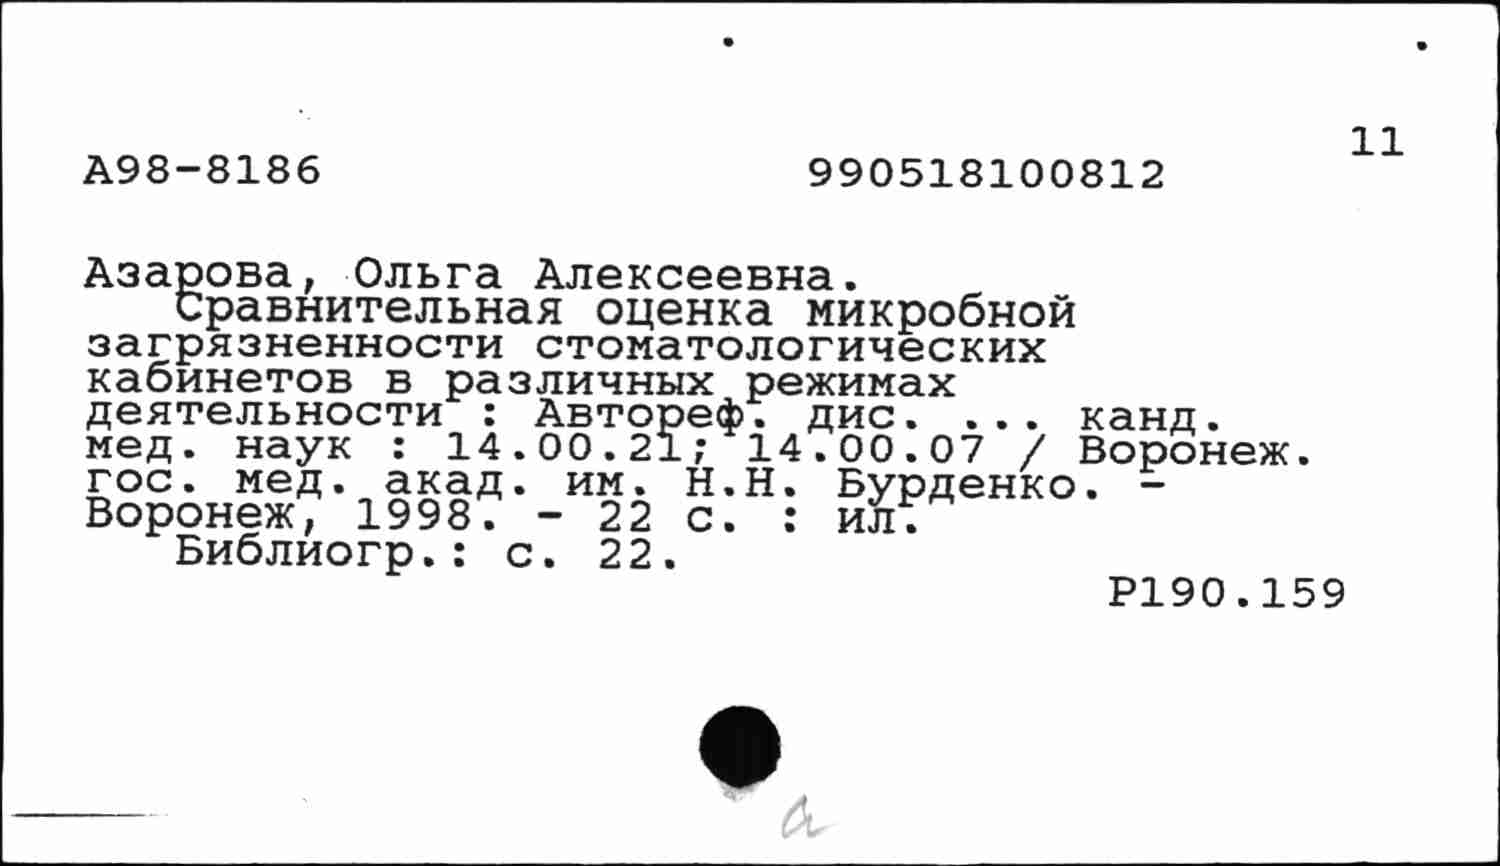 11
А98-8186 990518100812
Азарова, Ольга Алексеевна.
Сравнительная оценка микробной
загрязненности стоматологических
кабинетов в различных режимах
деятельности : Автореф. дис. ... канд.
мед. наук : 14.00.21; 14.00.07 / Воронеж.
гос. мед. акад. им. Н.Н. Бурденко. -
Воронеж, 1998. - 22 с. : ил.
Библиогр.: с. 22.
Р190.159
а